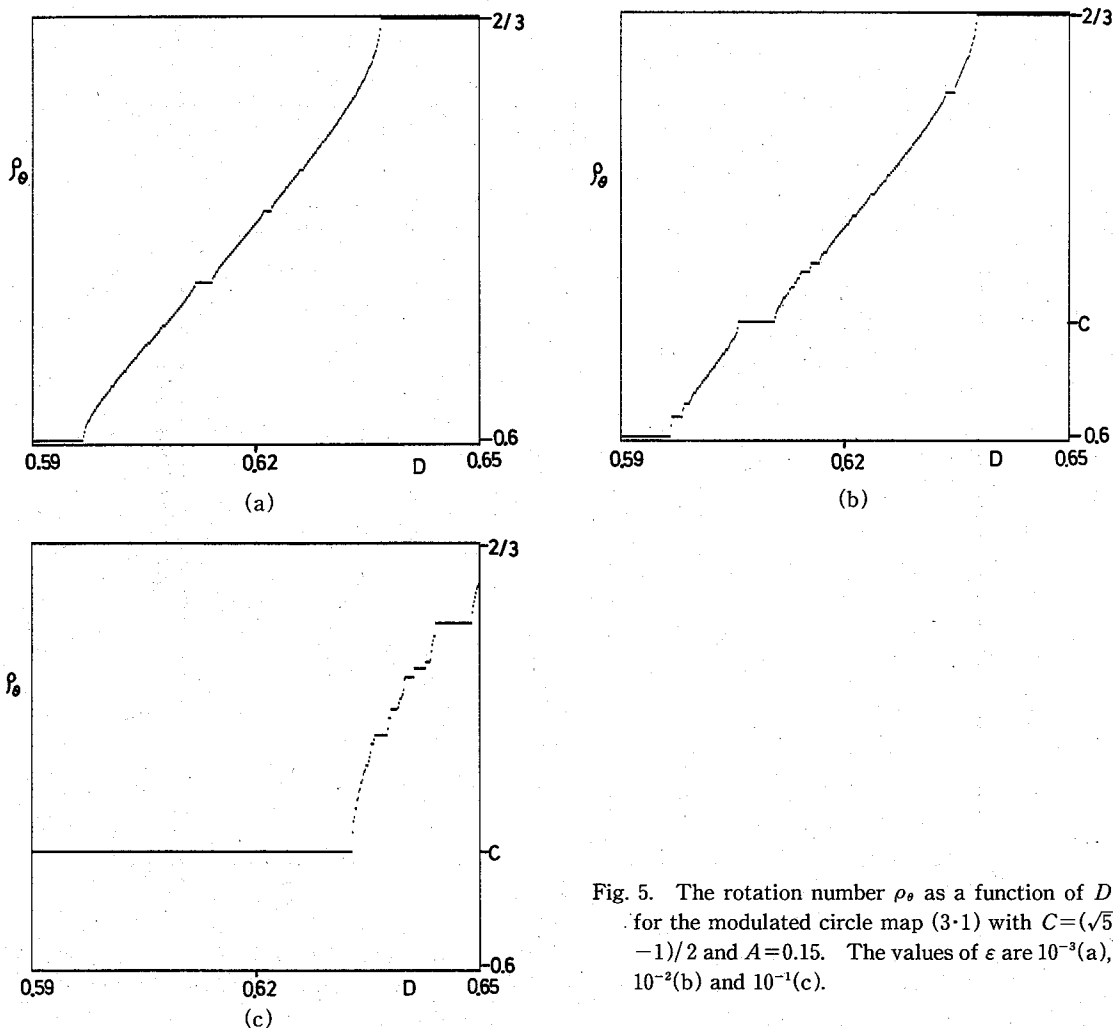 2/3
ρθ
0.6
0.59
0.62
D
0.65
(a)
2/3
ρθ
C
0.6
0.59
0.62
D
0.65
(b)
2/3
ρθ
C
0.6
0.59
0.62
D
0.65
(c)
Fig. 5. The rotation number ρθ as a function of D
for the modulated circle map (3·1) with C=(√5
−1)/2 and A=0.15. The values of ε are 10⁻³(a),
10⁻²(b) and 10⁻¹(c).